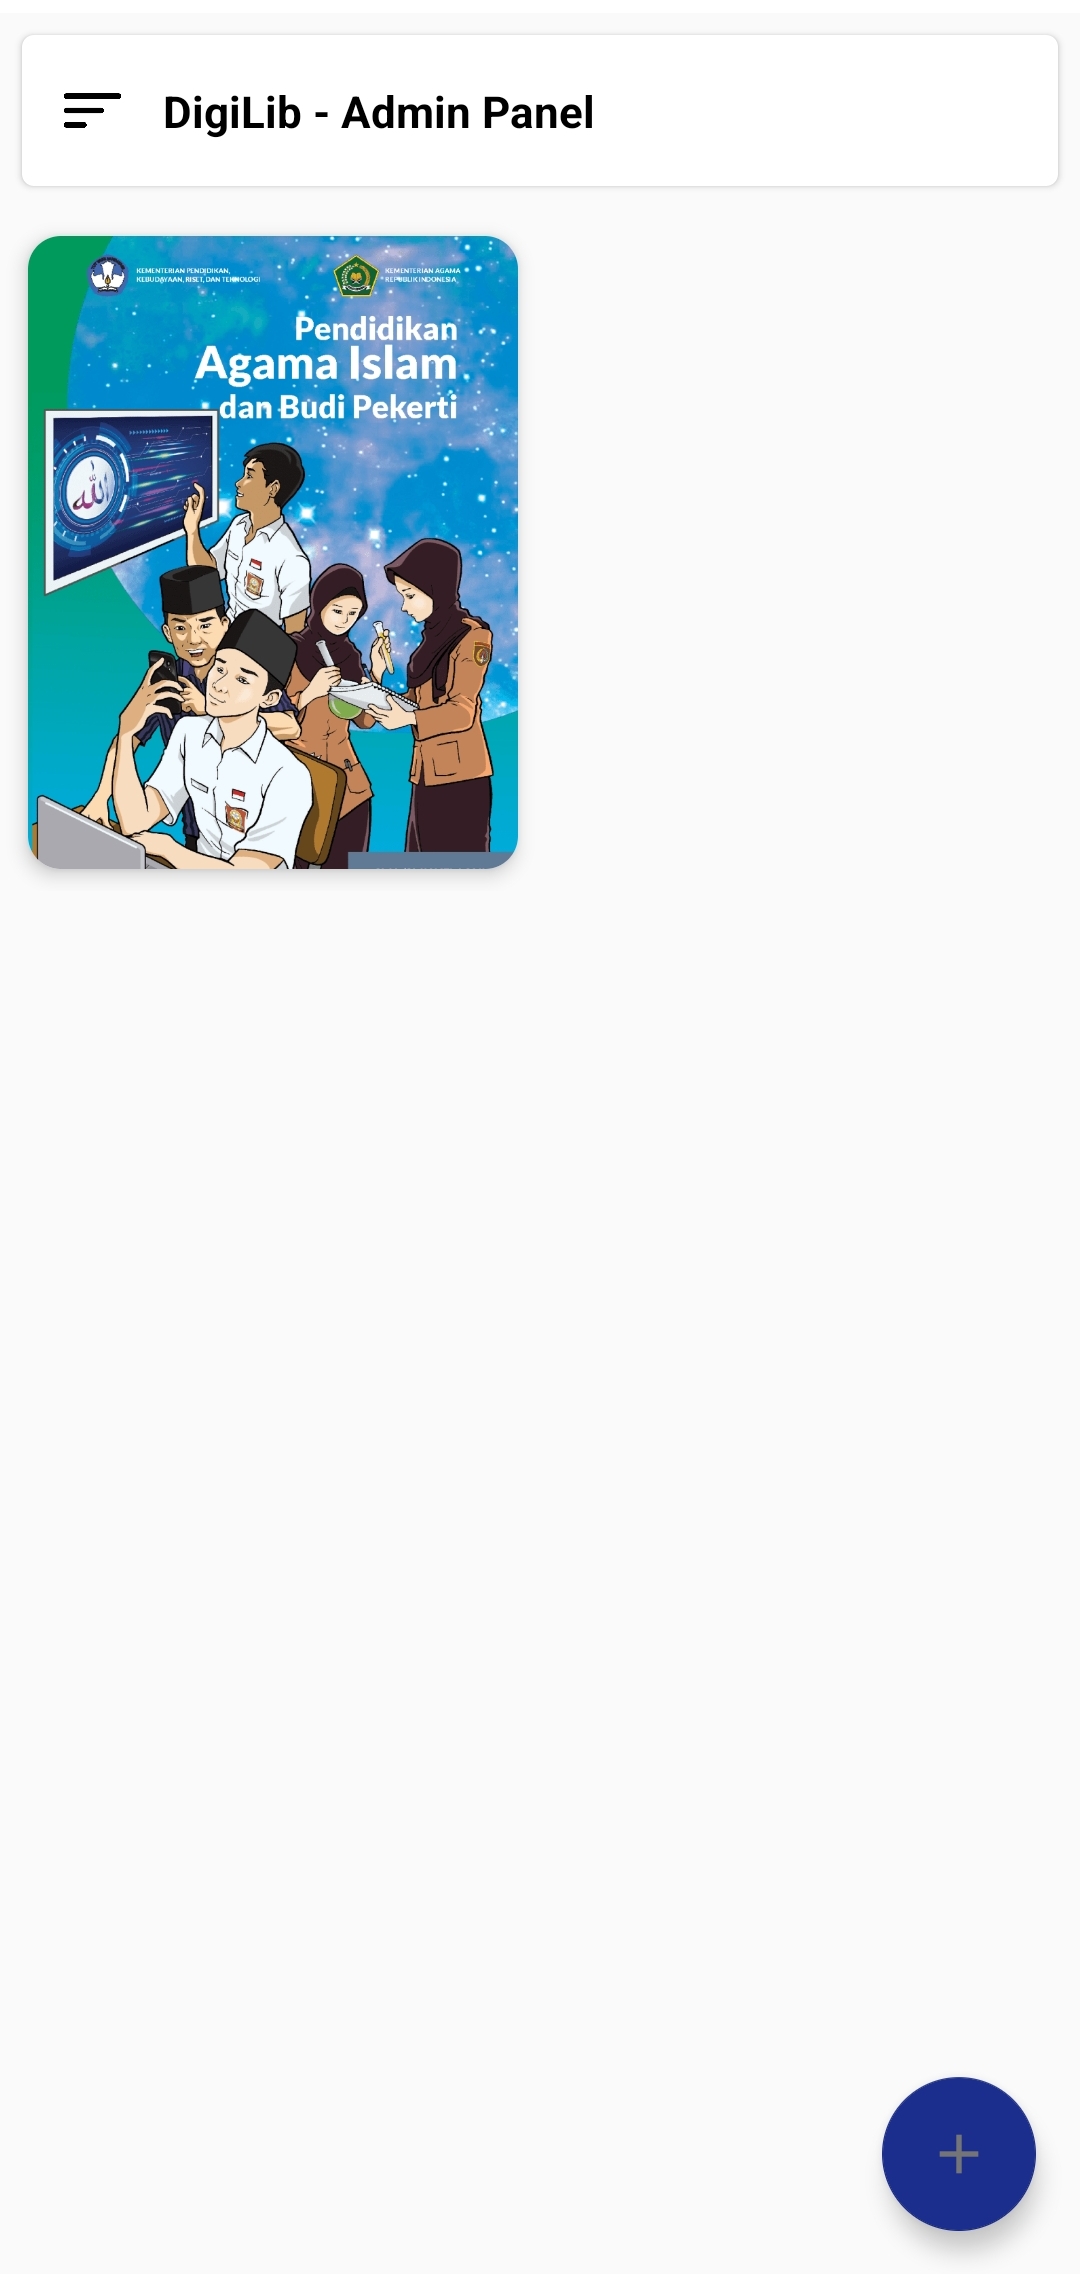 DigiLib - Admin Panel
KEMENTERIAN PENDIDIKAN,
KEBUDAYAAN, RISET, DAN TEKNOLOGI
KEMENTERIAN AGAMA
REPUBLIK INDONESIA
Pendidikan
Agama Islam
dan Budi Pekerti
الله